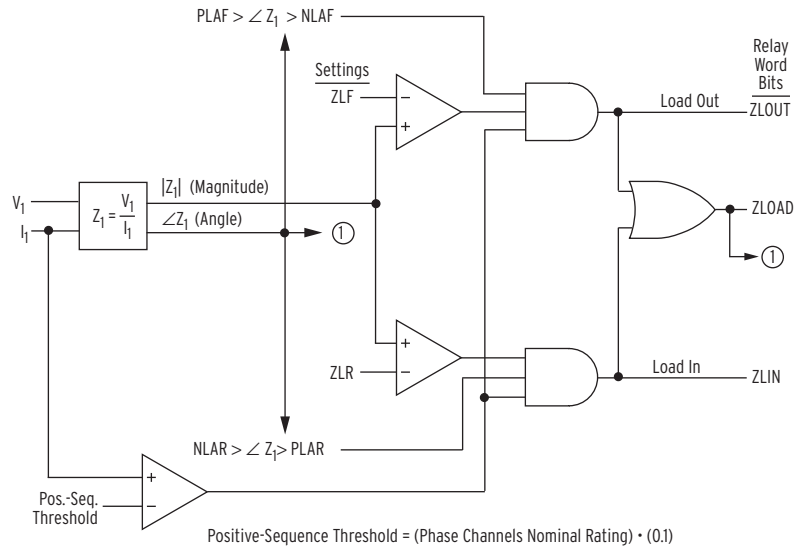 PLAF > ∠ Z1 > NLAF
Relay
Word
Bits
Settings
ZLF
−
+
Load Out
ZLOUT
|Z1| (Magnitude)
V1
I1
Z1 = V1/I1
∠Z1 (Angle)
1
ZLOAD
1
+
−
ZLR
Load In
ZLIN
NLAR > ∠ Z1> PLAR
+
−
Pos.-Seq.
Threshold
Positive-Sequence Threshold = (Phase Channels Nominal Rating) • (0.1)